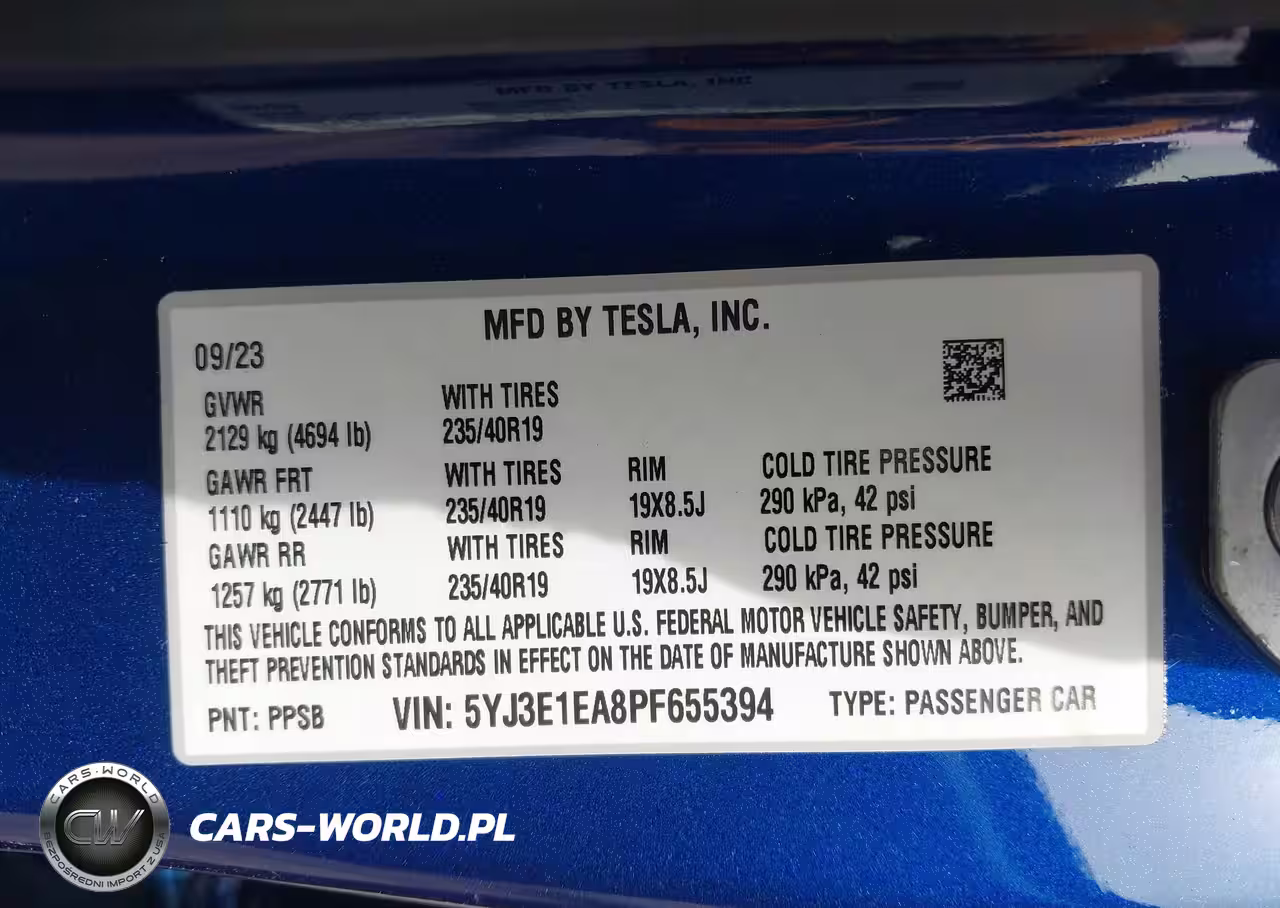 MFD BY TESLA, INC.
MFD BY TESLA, INC.
09/23
GVWR WITH TIRES
2129 kg (4694 lb) 235/40R19
GAWR FRT WITH TIRES RIM COLD TIRE PRESSURE
1110 kg (2447 lb) 235/40R19 19X8.5J 290 kPa, 42 psi
GAWR RR WITH TIRES RIM COLD TIRE PRESSURE
1257 kg (2771 lb) 235/40R19 19X8.5J 290 kPa, 42 psi
THIS VEHICLE CONFORMS TO ALL APPLICABLE U.S. FEDERAL MOTOR VEHICLE SAFETY, BUMPER, AND
THEFT PREVENTION STANDARDS IN EFFECT ON THE DATE OF MANUFACTURE SHOWN ABOVE.
PNT: PPSB VIN: 5YJ3E1EA8PF655394 TYPE: PASSENGER CAR
CARS-WORLD
CW
BEZPOŚREDNI IMPORT Z USA
CARS-WORLD.PL